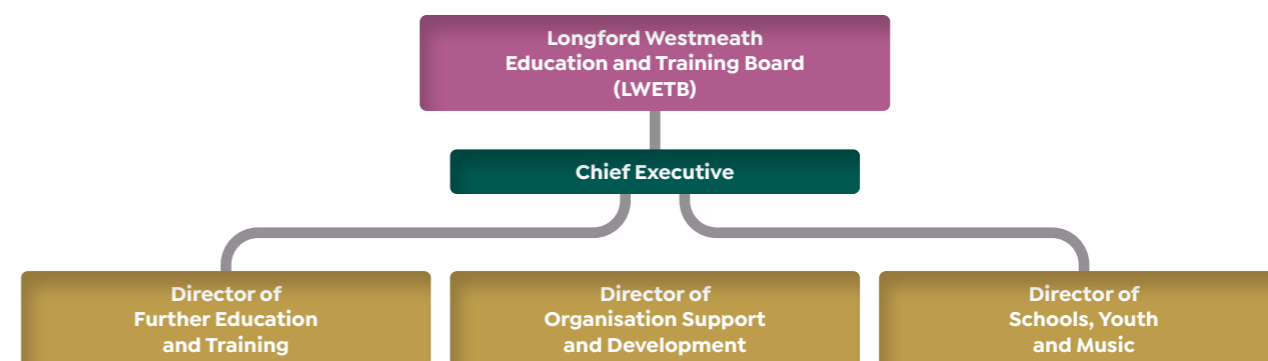 Longford Westmeath
Education and Training Board
(LWETB)
Chief Executive
Director of
Further Education
and Training
Director of
Organisation Support
and Development
Director of
Schools, Youth
and Music